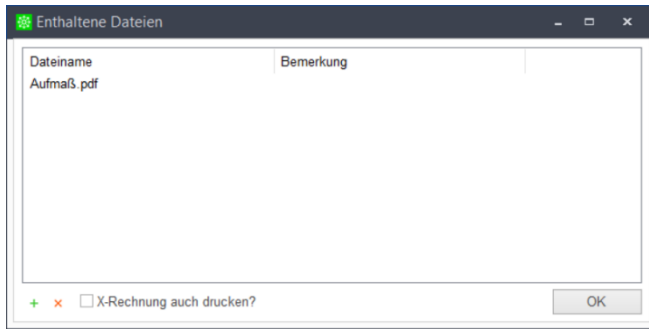 Enthaltene Dateien
Dateiname Bemerkung
Aufmaß.pdf
X-Rechnung auch drucken? OK